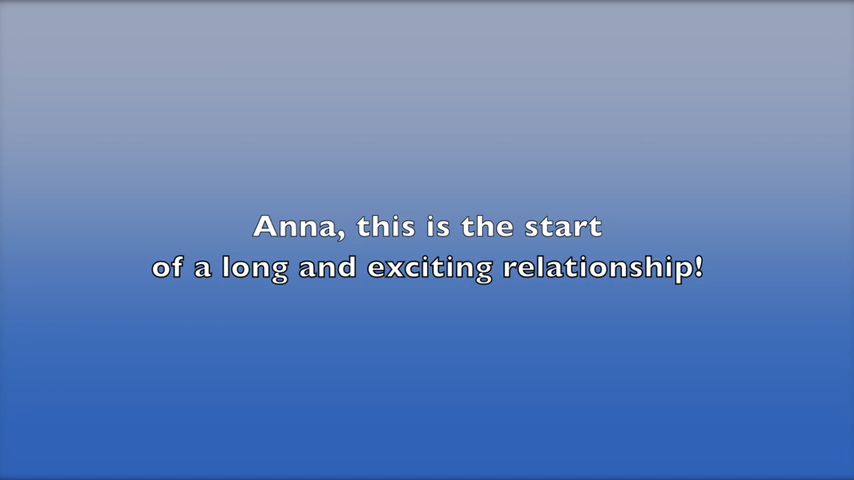 Anna, this is the start
of a long and exciting relationship!